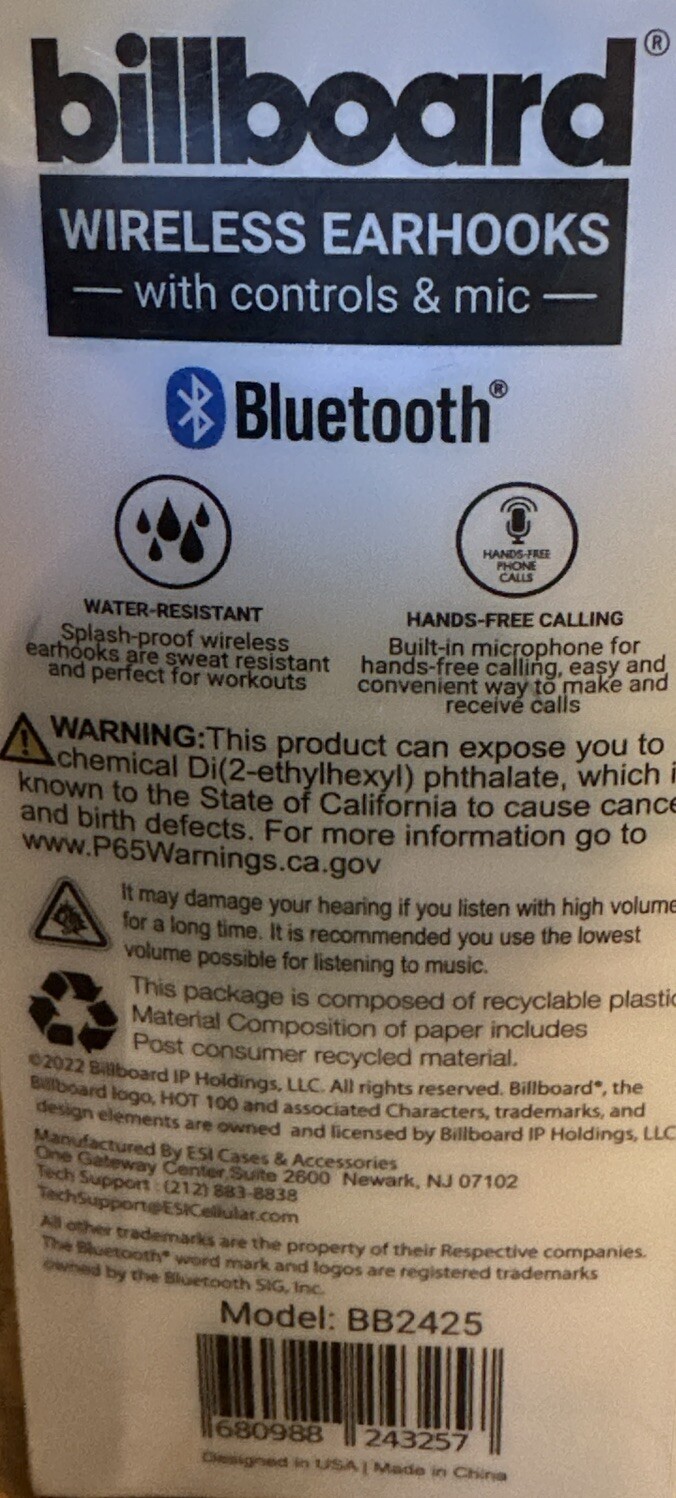 billboard®
WIRELESS EARHOOKS
— with controls & mic —
Bluetooth®
HANDS-FREE
PHONE
CALLS
WATER-RESISTANT
Splash-proof wireless
earhooks are sweat resistant
and perfect for workouts
HANDS-FREE CALLING
Built-in microphone for
hands-free calling, easy and
convenient way to make and
receive calls
WARNING:This product can expose you to
chemical Di(2-ethylhexyl) phthalate, which i
known to the State of California to cause cance
and birth defects. For more information go to
www.P65Warnings.ca.gov
It may damage your hearing if you listen with high volume
for a long time. It is recommended you use the lowest
volume possible for listening to music.
This package is composed of recyclable plastic
Material Composition of paper includes
Post consumer recycled material.
©2022 Billboard IP Holdings, LLC. All rights reserved. Billboard®, the
Billboard logo, HOT 100 and associated Characters, trademarks, and
design elements are owned and licensed by Billboard IP Holdings, LLC
Manufactured By ESI Cases & Accessories
One Gateway Center,Suite 2600 Newark, NJ 07102
Tech Support : (212) 883-8838
TechSupport@ESICellular.com
All other trademarks are the property of their Respective companies.
The Bluetooth® word mark and logos are registered trademarks
owned by the Bluetooth SIG, Inc.
Model: BB2425
680988 243257
Designed in USA | Made in China